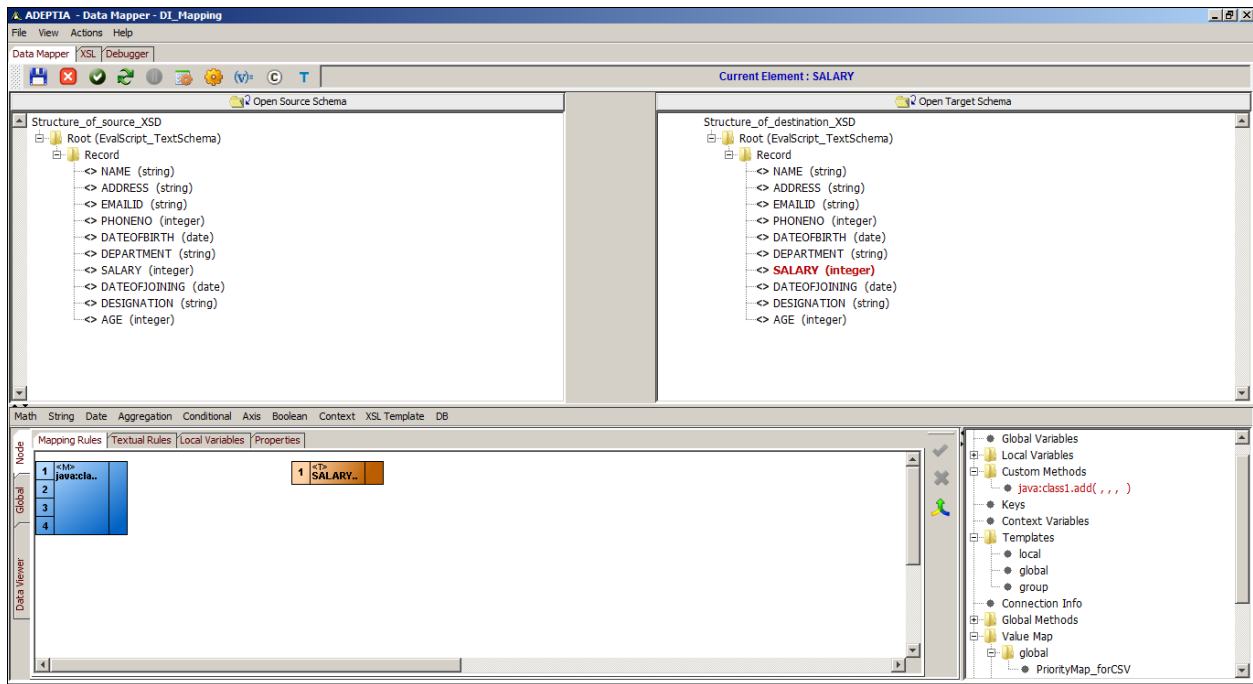 ADEPTIA - Data Mapper - DI_Mapping
File View Actions Help
Data Mapper XSL Debugger
(v)= C T Current Element : SALARY
Open Source Schema Open Target Schema
Structure_of_source_XSD
Root (EvalScript_TextSchema)
Record
<> NAME (string)
<> ADDRESS (string)
<> EMAILID (string)
<> PHONENO (integer)
<> DATEOFBIRTH (date)
<> DEPARTMENT (string)
<> SALARY (integer)
<> DATEOFJOINING (date)
<> DESIGNATION (string)
<> AGE (integer)
Structure_of_destination_XSD
Root (EvalScript_TextSchema)
Record
<> NAME (string)
<> ADDRESS (string)
<> EMAILID (string)
<> PHONENO (integer)
<> DATEOFBIRTH (date)
<> DEPARTMENT (string)
<> SALARY (integer)
<> DATEOFJOINING (date)
<> DESIGNATION (string)
<> AGE (integer)
Math String Date Aggregation Conditional Axis Boolean Context XSL Template DB
Node
Global
Data Viewer
Mapping Rules Textual Rules Local Variables Properties
1 <M>
java:cla..
2
3
4
1 <T>
SALARY..
Global Variables
Local Variables
Custom Methods
java:class1.add( , , , )
Keys
Context Variables
Templates
local
global
group
Connection Info
Global Methods
Value Map
global
PriorityMap_forCSV